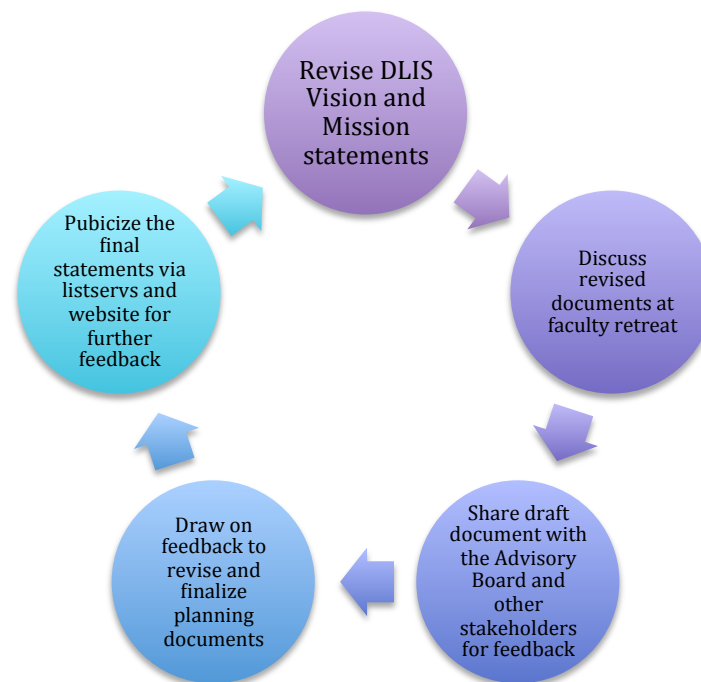 Revise DLIS
Vision and
Mission
statements
Discuss
revised
documents at
faculty retreat
Share draft
document with
the Advisory
Board and
other
stakeholders
for feedback
Draw on
feedback to
revise and
finalize
planning
documents
Pubicize the
final
statements via
listservs and
website for
further
feedback